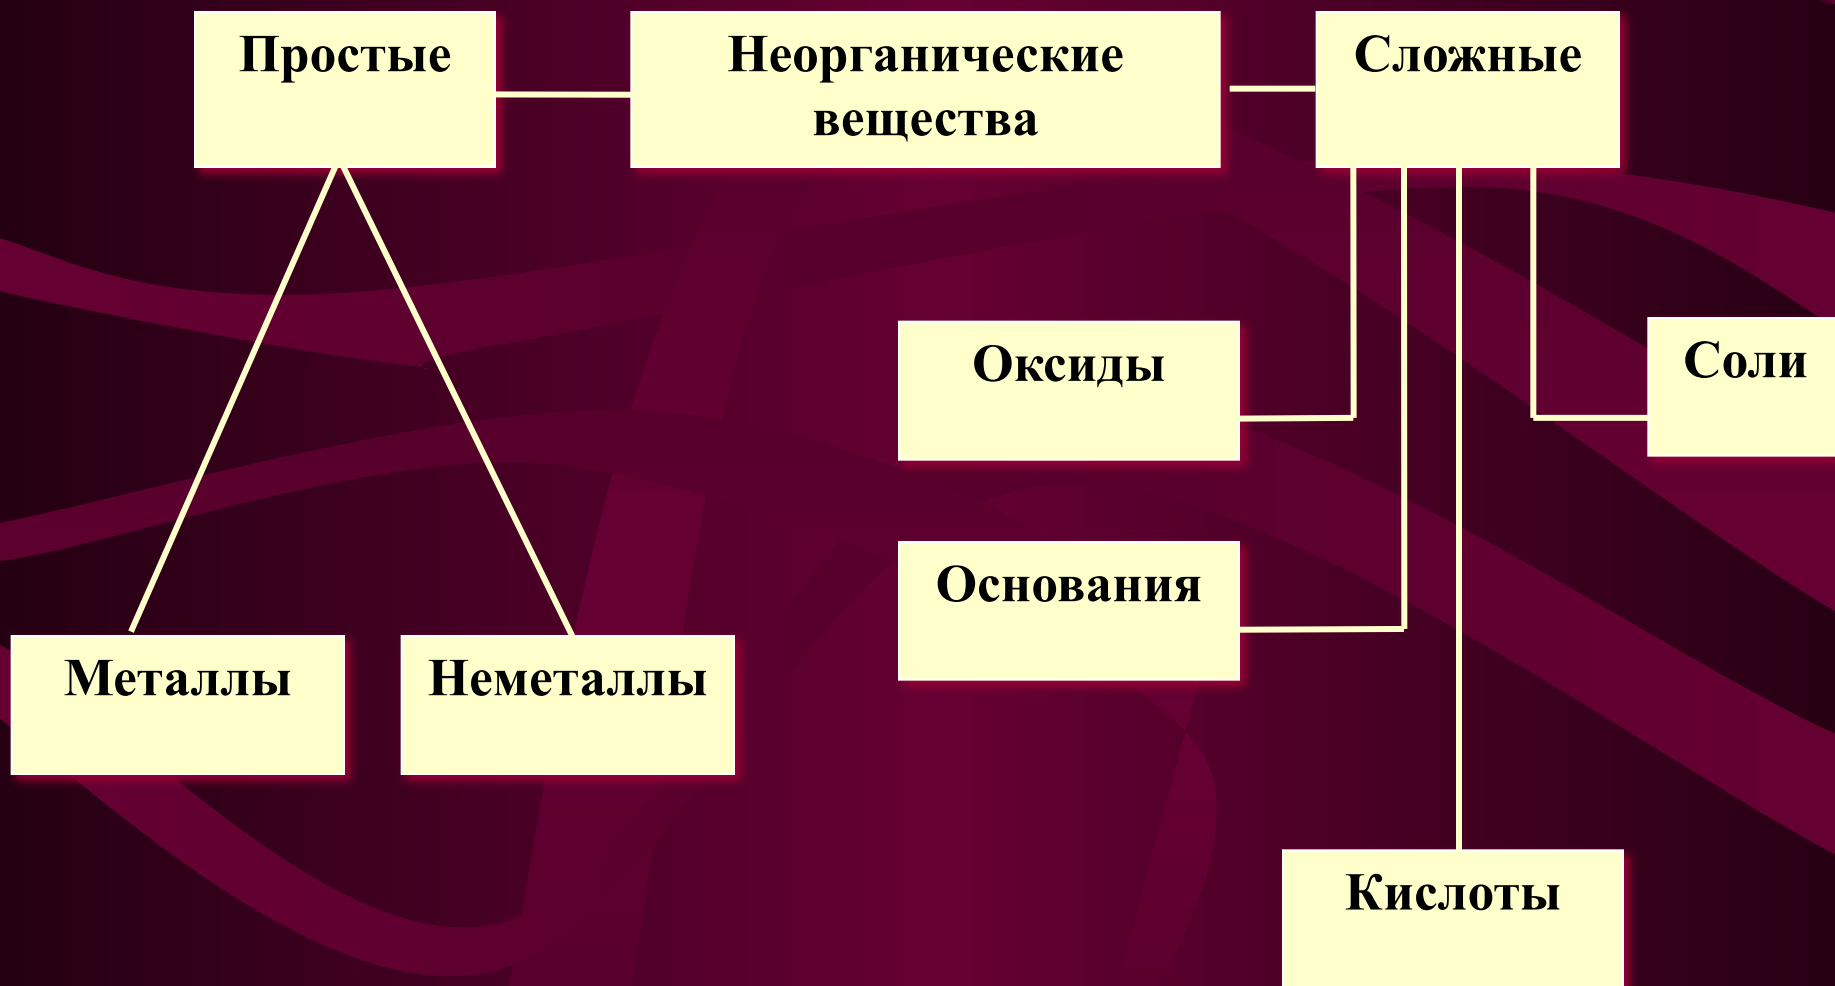 Простые
Неорганические
вещества
Сложные
Оксиды
Соли
Основания
Металлы
Неметаллы
Кислоты